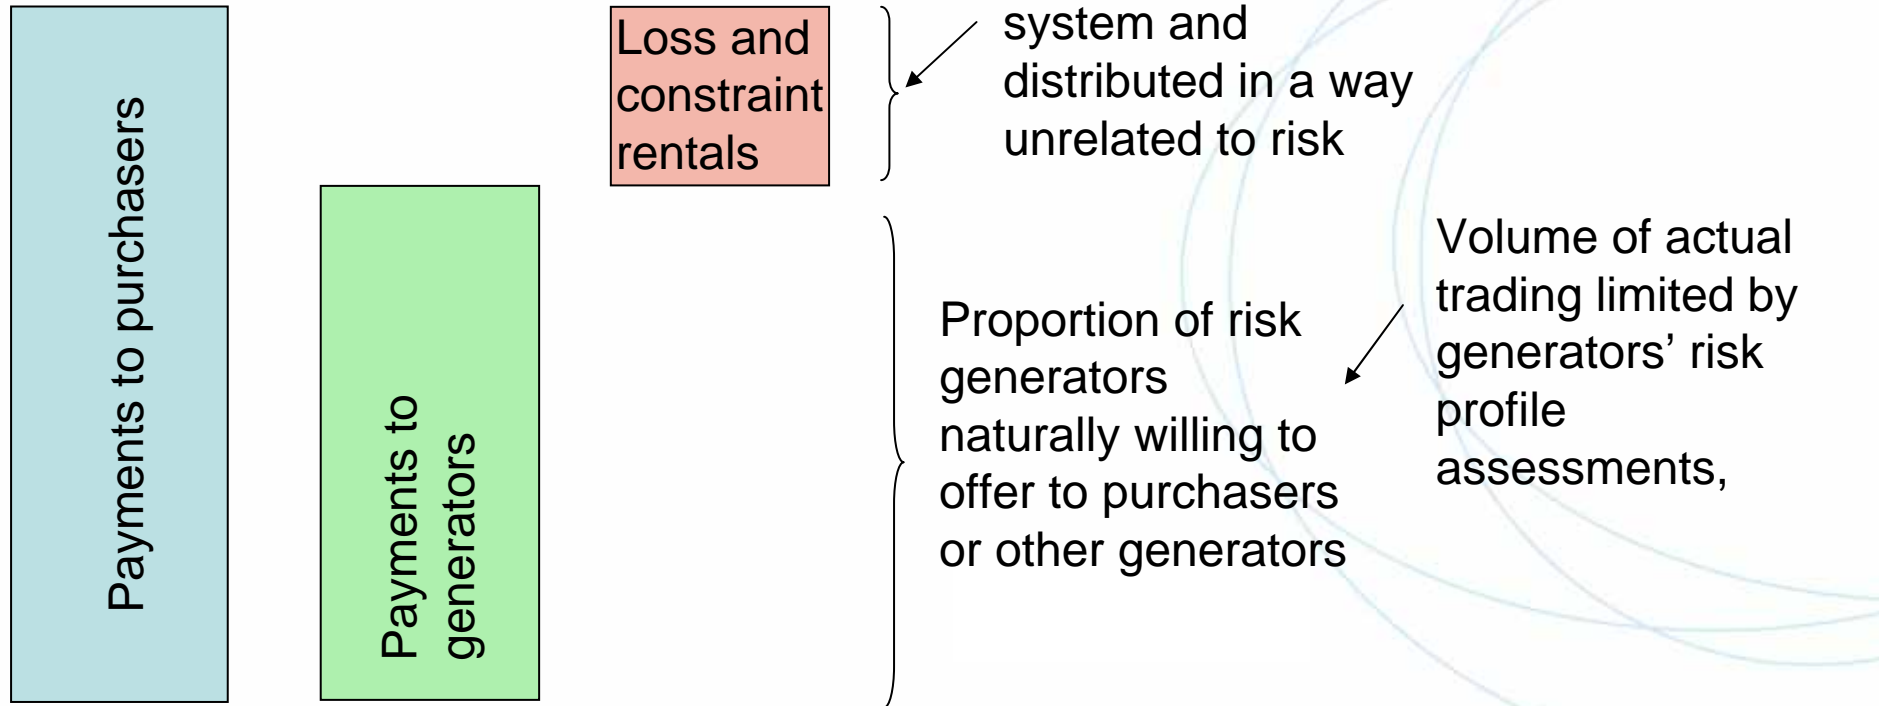 Payments to purchasers
Payments to
generators
Loss and
constraint
rentals
system and
distributed in a way
unrelated to risk
Proportion of risk
generators
naturally willing to
offer to purchasers
or other generators
Volume of actual
trading limited by
generators’ risk
profile
assessments,